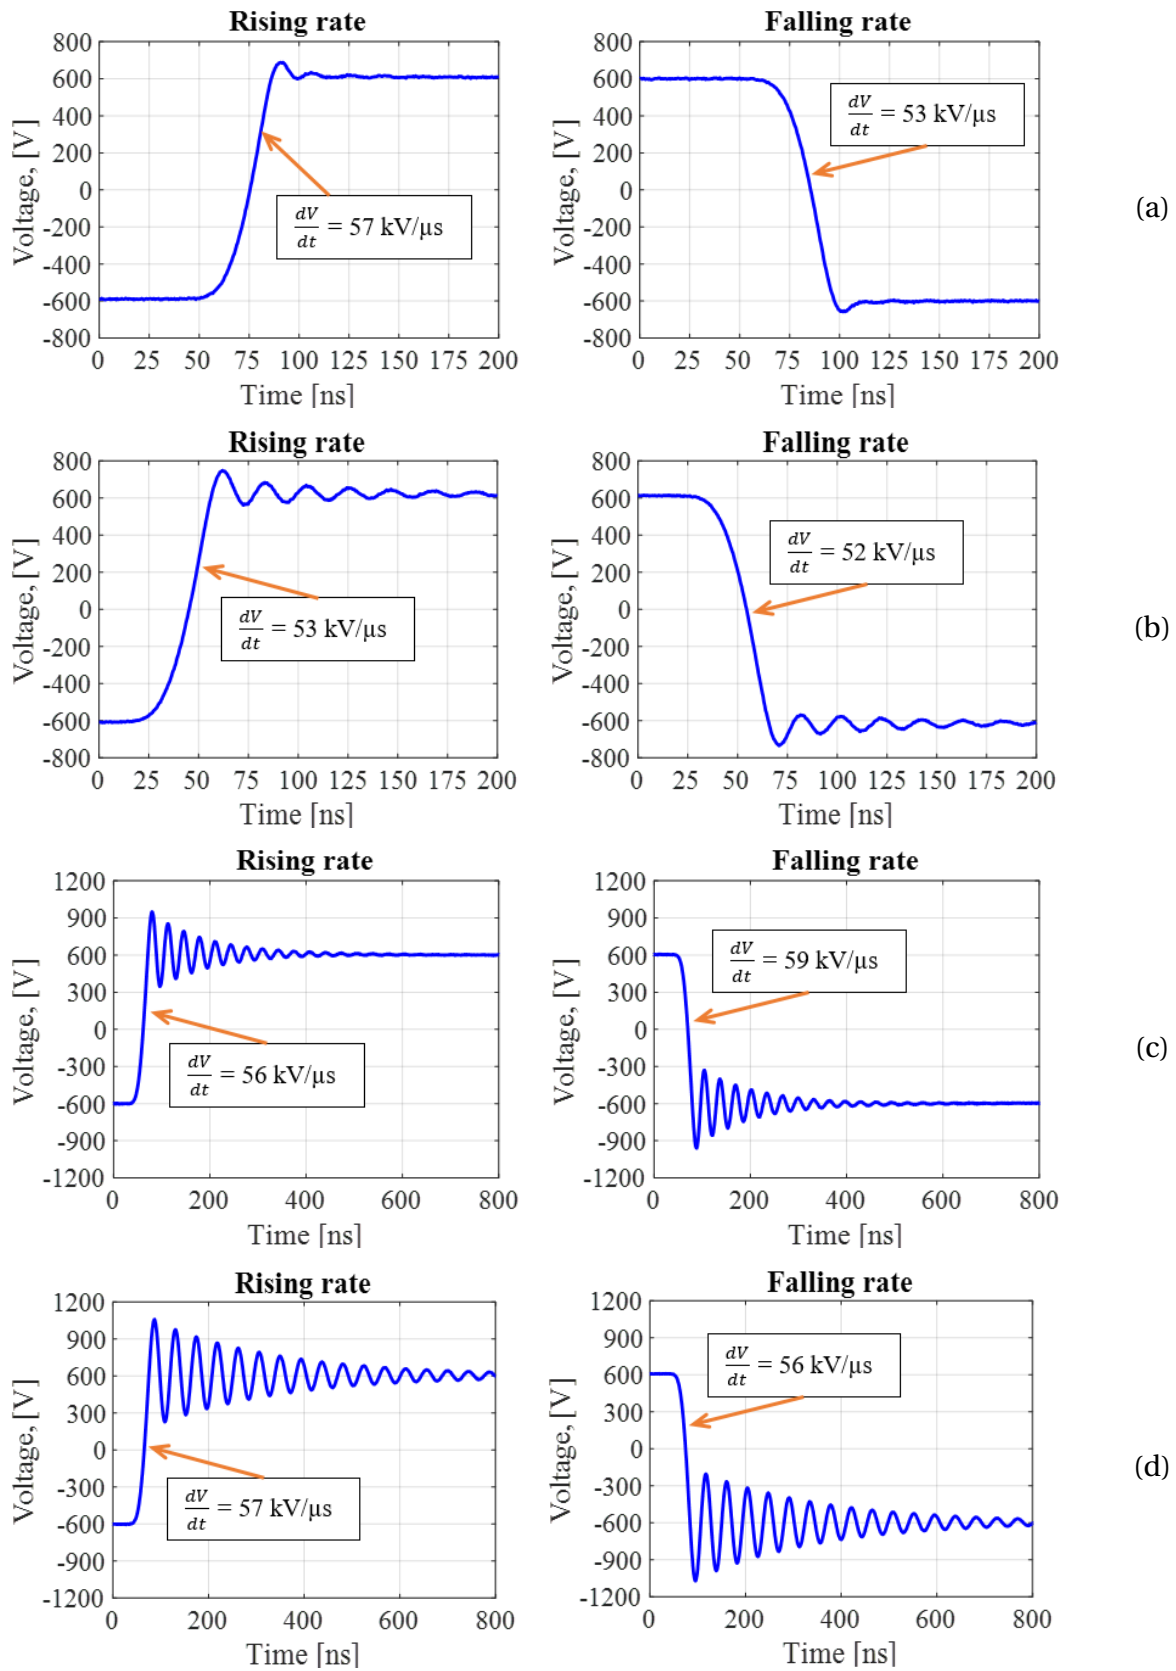 Rising rate
Falling rate
800
600
400
200
0
-200
-400
-600
-800
Voltage, [V]
dV/dt = 57 kV/µs
0 25 50 75 100 125 150 175 200
Time [ns]
800
600
400
200
0
-200
-400
-600
-800
Voltage, [V]
dV/dt = 53 kV/µs
0 25 50 75 100 125 150 175 200
Time [ns]
(a)
Rising rate
Falling rate
800
600
400
200
0
-200
-400
-600
-800
Voltage, [V]
dV/dt = 53 kV/µs
0 25 50 75 100 125 150 175 200
Time [ns]
800
600
400
200
0
-200
-400
-600
-800
Voltage, [V]
dV/dt = 52 kV/µs
0 25 50 75 100 125 150 175 200
Time [ns]
(b)
Rising rate
Falling rate
1200
900
600
300
0
-300
-600
-900
-1200
Voltage, [V]
dV/dt = 56 kV/µs
0 200 400 600 800
Time [ns]
1200
900
600
300
0
-300
-600
-900
-1200
Voltage, [V]
dV/dt = 59 kV/µs
0 200 400 600 800
Time [ns]
(c)
Rising rate
Falling rate
1200
900
600
300
0
-300
-600
-900
-1200
Voltage, [V]
dV/dt = 57 kV/µs
0 200 400 600 800
Time [ns]
1200
900
600
300
0
-300
-600
-900
-1200
Voltage, [V]
dV/dt = 56 kV/µs
0 200 400 600 800
Time [ns]
(d)